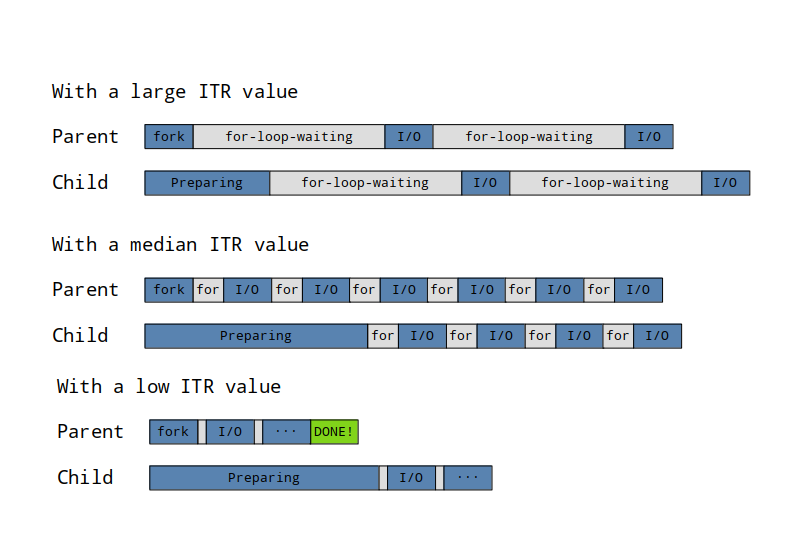 With a large ITR value
Parent fork for-loop-waiting I/O for-loop-waiting I/O
Child Preparing for-loop-waiting I/O for-loop-waiting I/O
With a median ITR value
Parent fork for I/O for I/O for I/O for I/O for I/O for I/O
Child Preparing for I/O for I/O for I/O for I/O
With a low ITR value
Parent fork I/O ... DONE!
Child Preparing I/O ...